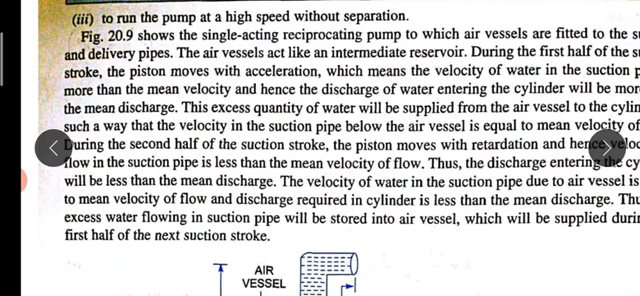 (iii) to run the pump at a high speed without separation.
Fig. 20.9 shows the single-acting reciprocating pump to which air vessels are fitted to the
and delivery pipes. The air vessels act like an intermediate reservoir. During the first half of the
stroke, the piston moves with acceleration, which means the velocity of water in the suction
more than the mean velocity and hence the discharge of water entering the cylinder will be
the mean discharge. This excess quantity of water will be supplied from the air vessel to the
such a way that the velocity in the suction pipe below the air vessel is equal to mean velocity of
During the second half of the suction stroke, the piston moves with retardation and hence
flow in the suction pipe is less than the mean velocity of flow. Thus, the discharge entering the
will be less than the mean discharge. The velocity of water in the suction pipe due to air vessel is
to mean velocity of flow and discharge required in cylinder is less than the mean discharge.
excess water flowing in suction pipe will be stored into air vessel, which will be supplied
first half of the next suction stroke.
AIR
VESSEL